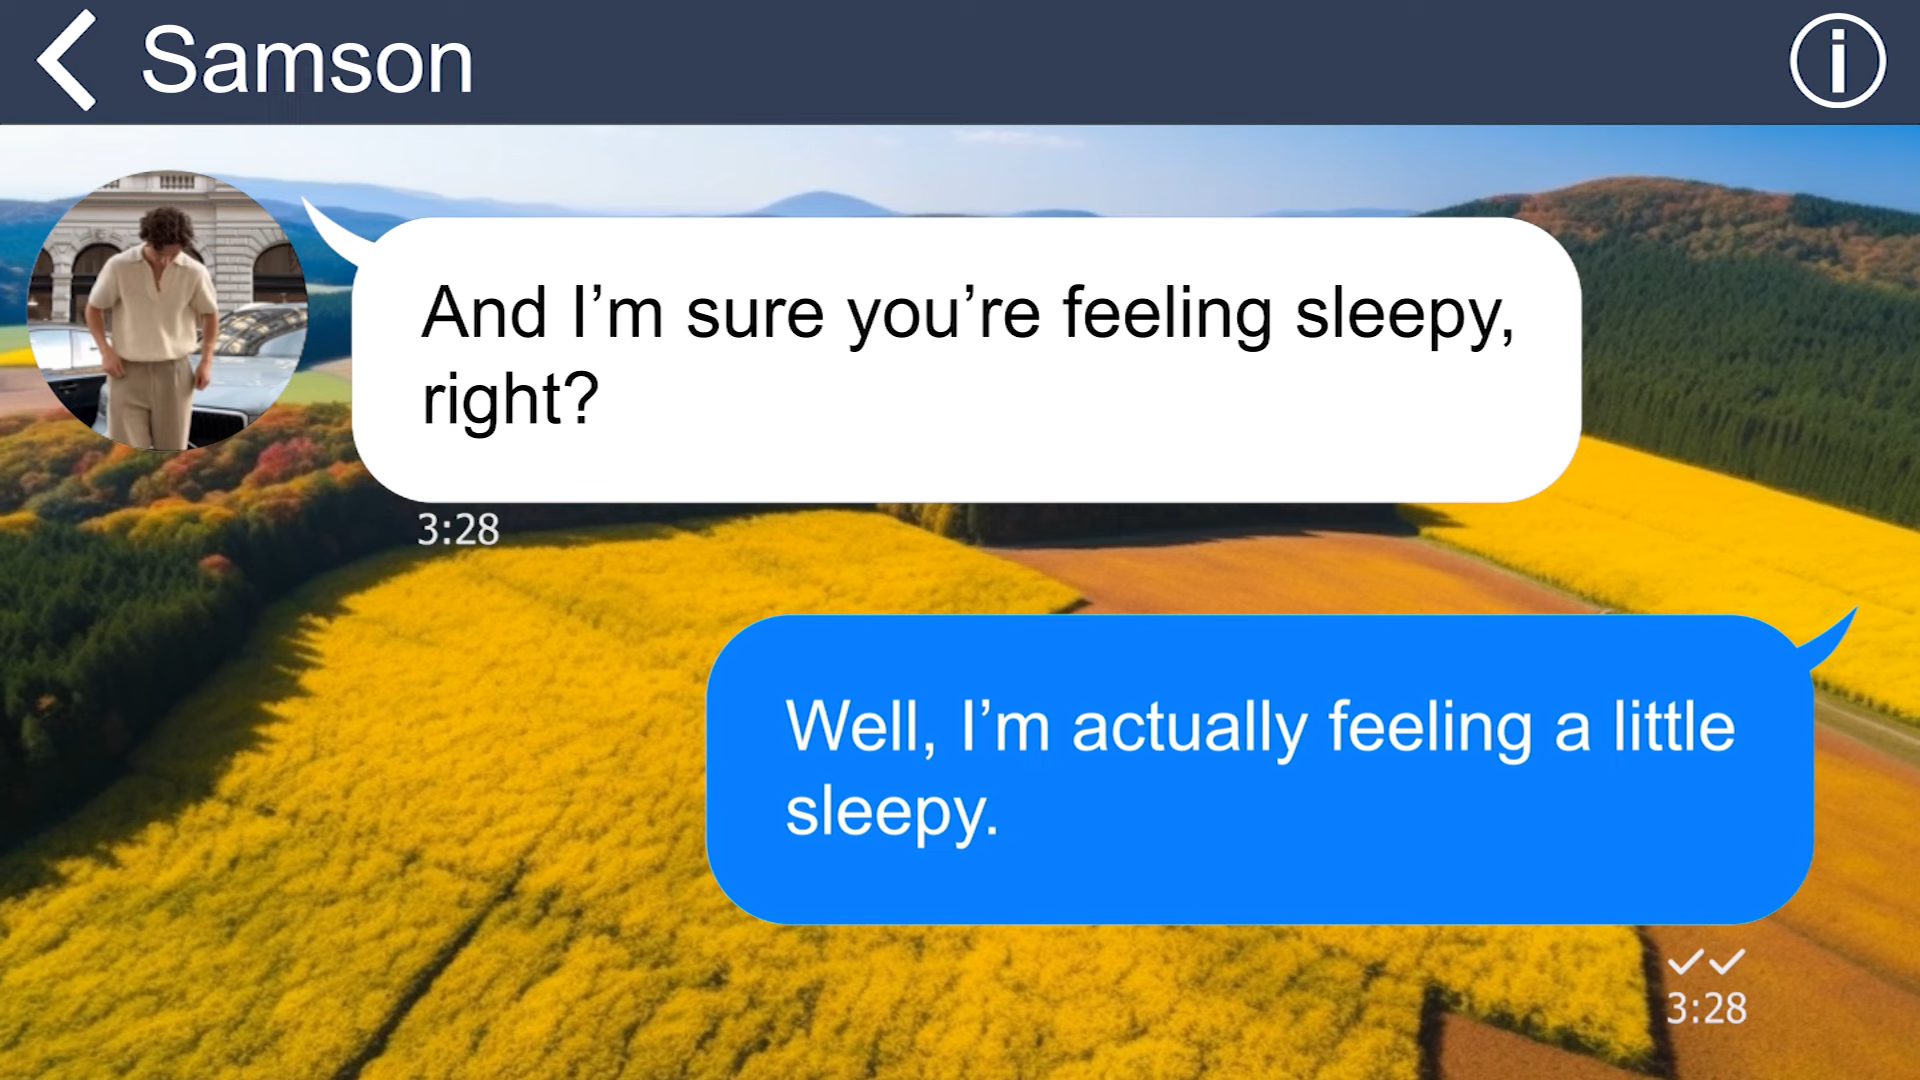 Samson
And I’m sure you’re feeling sleepy,
right?
3:28
Well, I’m actually feeling a little
sleepy.
3:28